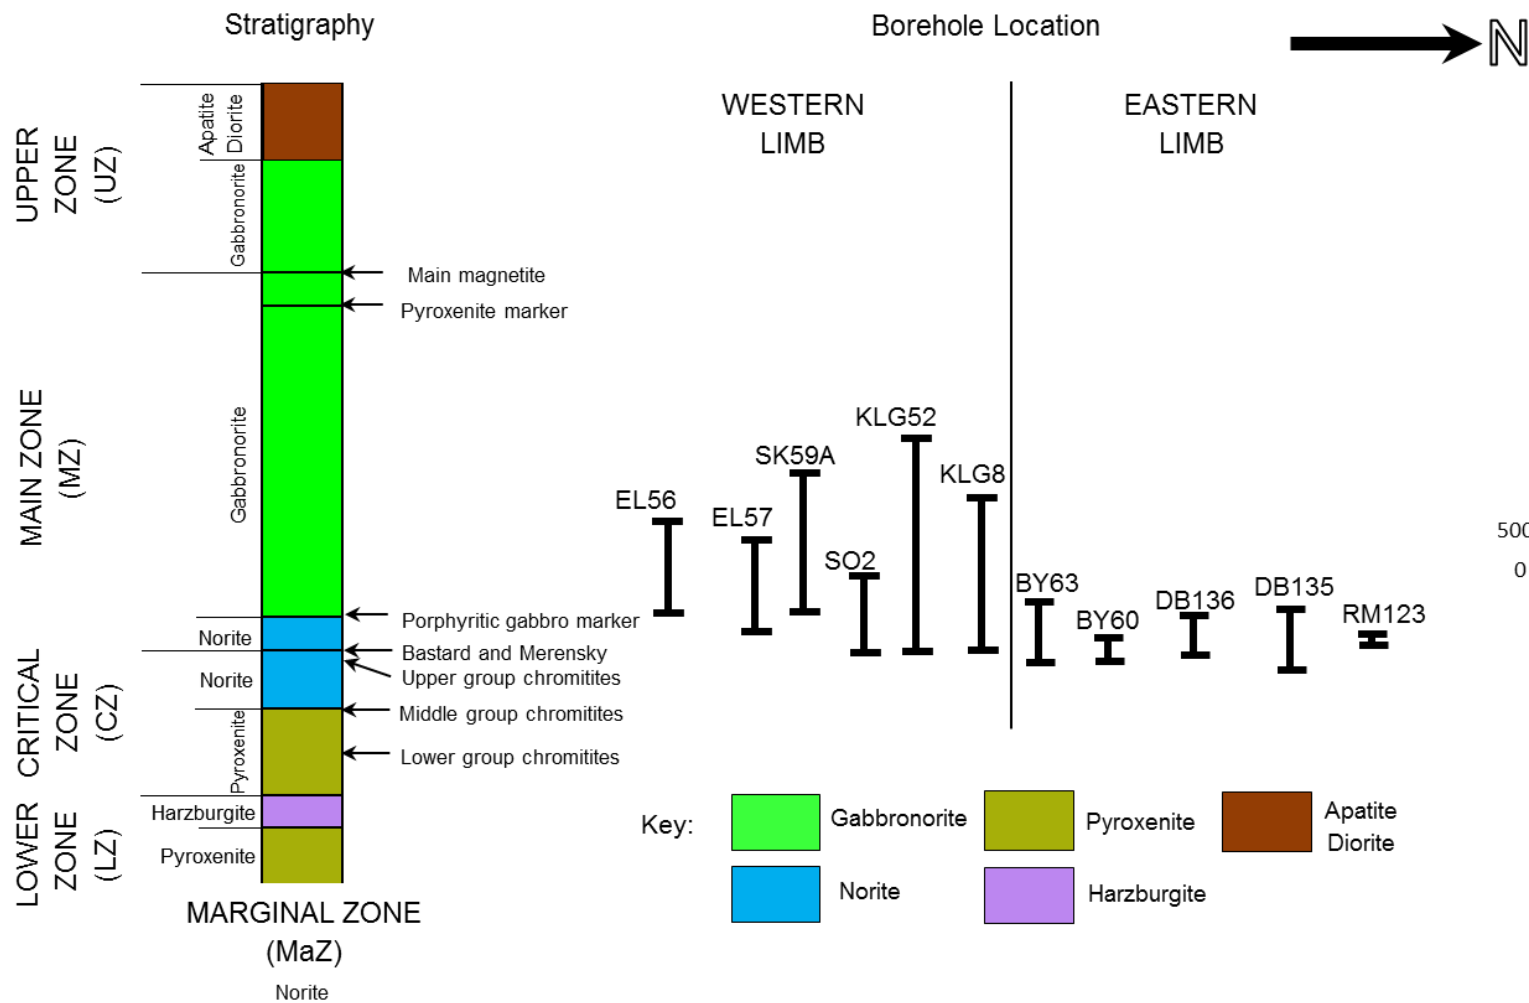 Stratigraphy
Borehole Location
N
WESTERN
LIMB
EASTERN
LIMB
UPPER
ZONE
(UZ)
Apatite
Diorite
Gabbronorite
Main magnetite
Pyroxenite marker
MAIN ZONE
(MZ)
Gabbronorite
Porphyritic gabbro marker
Norite
Bastard and Merensky
Upper group chromitites
CRITICAL
ZONE
(CZ)
Norite
Middle group chromitites
Pyroxenite
Lower group chromitites
LOWER
ZONE
(LZ)
Harzburgite
Pyroxenite
MARGINAL ZONE
(MaZ)
Norite
EL56
EL57
SK59A
SO2
KLG52
KLG8
BY63
BY60
DB136
DB135
RM123
500
0
Key:
Gabbronorite
Pyroxenite
Apatite
Diorite
Norite
Harzburgite